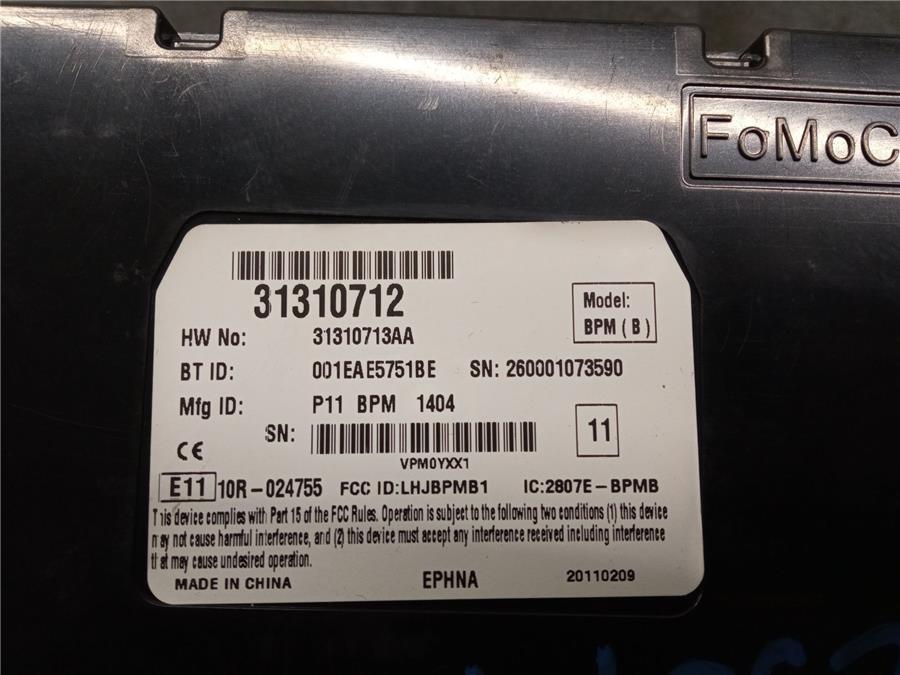 FoMoC
31310712
Model:
BPM (B)
HW No: 31310713AA
BT ID: 001EAE5751BE SN: 260001073590
Mfg ID: P11 BPM 1404
SN:
11
VPM0YXX1
CE
E11 10R-024755 FCC ID:LHJBPMB1 IC:2807E-BPMB
This device complies with Part 15 of the FCC Rules. Operation is subject to the following two conditions (1) this device
may not cause harmful interference, and (2) this device must accept any interference received including interference
that may cause undesired operation.
MADE IN CHINA EPHNA 20110209